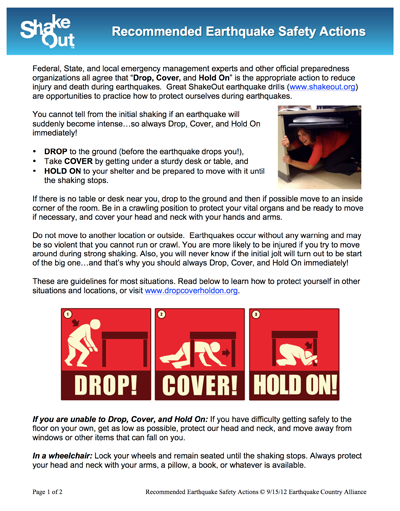 Shake
Out
Recommended Earthquake Safety Actions
Federal, State, and local emergency management experts and other official preparedness
organizations all agree that “Drop, Cover, and Hold On” is the appropriate action to reduce
injury and death during earthquakes. Great ShakeOut earthquake drills (www.shakeout.org)
are opportunities to practice how to protect ourselves during earthquakes.
You cannot tell from the initial shaking if an earthquake will
suddenly become intense…so always Drop, Cover, and Hold On
immediately!
• DROP to the ground (before the earthquake drops you!),
• Take COVER by getting under a sturdy desk or table, and
• HOLD ON to your shelter and be prepared to move with it until
the shaking stops.
If there is no table or desk near you, drop to the ground and then if possible move to an inside
corner of the room. Be in a crawling position to protect your vital organs and be ready to move
if necessary, and cover your head and neck with your hands and arms.
Do not move to another location or outside. Earthquakes occur without any warning and may
be so violent that you cannot run or crawl. You are more likely to be injured if you try to move
around during strong shaking. Also, you will never know if the initial jolt will turn out to be start
of the big one…and that’s why you should always Drop, Cover, and Hold On immediately!
These are guidelines for most situations. Read below to learn how to protect yourself in other
situations and locations, or visit www.dropcoverholdon.org.
1
2
3
DROP!
COVER!
HOLD ON!
If you are unable to Drop, Cover, and Hold On: If you have difficulty getting safely to the
floor on your own, get as low as possible, protect our head and neck, and move away from
windows or other items that can fall on you.
In a wheelchair: Lock your wheels and remain seated until the shaking stops. Always protect
your head and neck with your arms, a pillow, a book, or whatever is available.
Page 1 of 2
Recommended Earthquake Safety Actions © 9/15/12 Earthquake Country Alliance